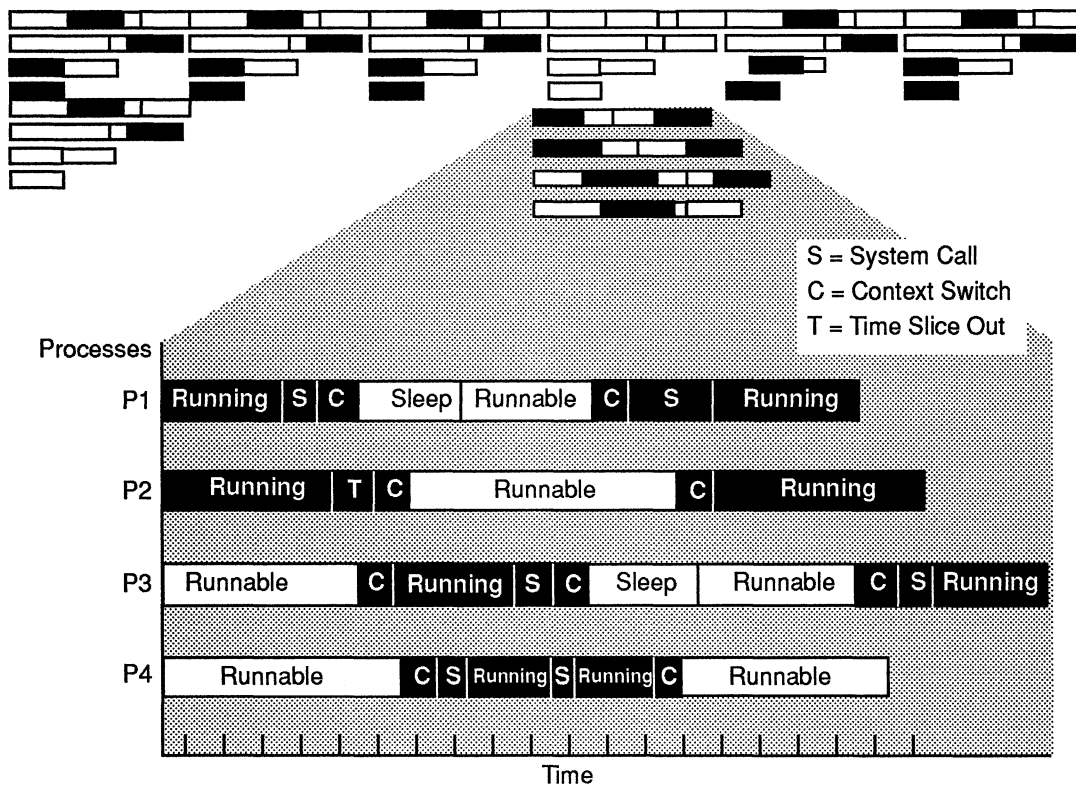 S = System Call
C = Context Switch
T = Time Slice Out
Processes
P1 Running S C Sleep Runnable C S Running
P2 Running T C Runnable C Running
P3 Runnable C Running S C Sleep Runnable C S Running
P4 Runnable C S Running S Running C Runnable
Time